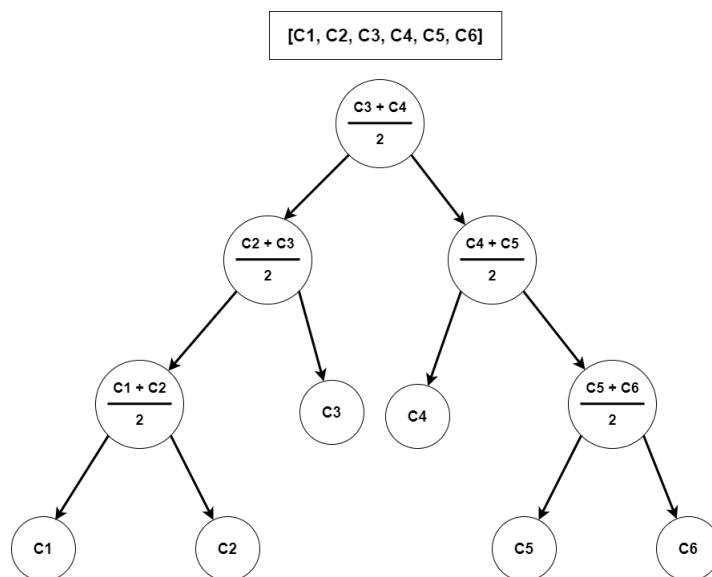 [C1, C2, C3, C4, C5, C6]
C3 + C4
2
C2 + C3
2
C4 + C5
2
C1 + C2
2
C3
C4
C5 + C6
2
C1
C2
C5
C6